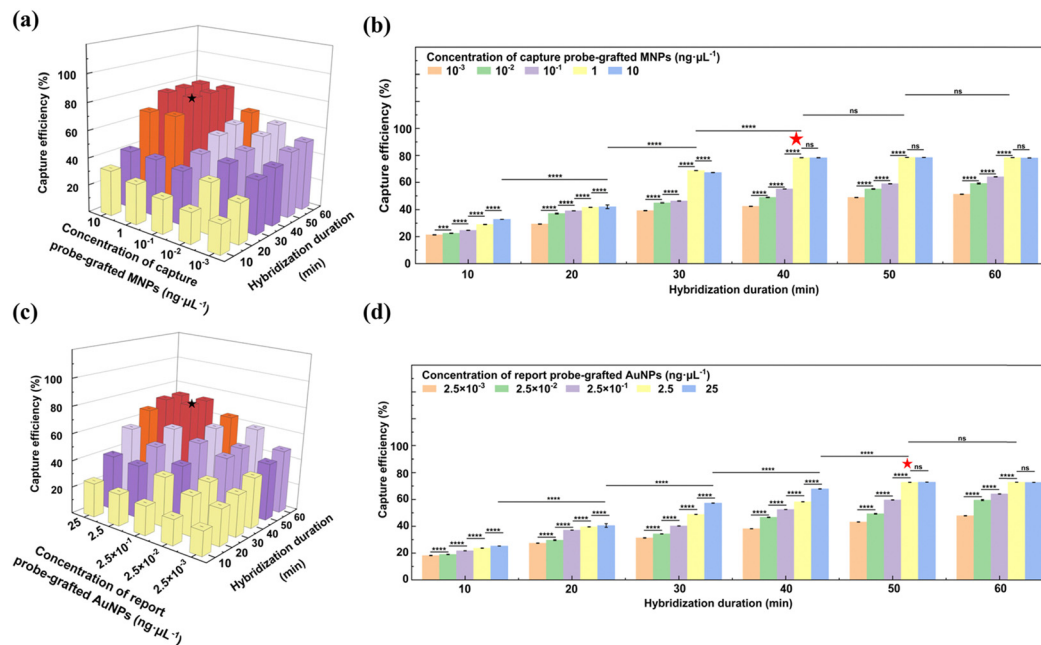 (a)
Capture efficiency (%)
100
80
60
40
20
10
1
10-1
10-2
10-3
Concentration of capture
probe-grafted MNPs (ng·μL-1)
10
20
30
40
50
60
Hybridization duration
(min)
(b)
Concentration of capture probe-grafted MNPs (ng·μL-1)
10-3 10-2 10-1 1 10
Capture efficiency (%)
100
80
60
40
20
0
**** **** **** **** ns ns
*** **** **** ****
**** **** **** ****
**** **** **** ****
**** **** **** ns
**** **** **** ns
**** **** **** ns
10 20 30 40 50 60
Hybridization duration (min)
(c)
Capture efficiency (%)
100
80
60
40
20
25
2.5
2.5×10-1
2.5×10-2
2.5×10-3
Concentration of report
probe-grafted AuNPs (ng·μL-1)
10
20
30
40
50
60
Hybridization duration
(min)
(d)
Concentration of report probe-grafted AuNPs (ng·μL-1)
2.5×10-3 2.5×10-2 2.5×10-1 2.5 25
Capture efficiency (%)
100
80
60
40
20
0
**** **** **** **** ns
**** **** **** ****
**** **** **** ****
**** **** **** ****
**** **** **** ****
**** **** **** ns
**** **** **** ns
10 20 30 40 50 60
Hybridization duration (min)